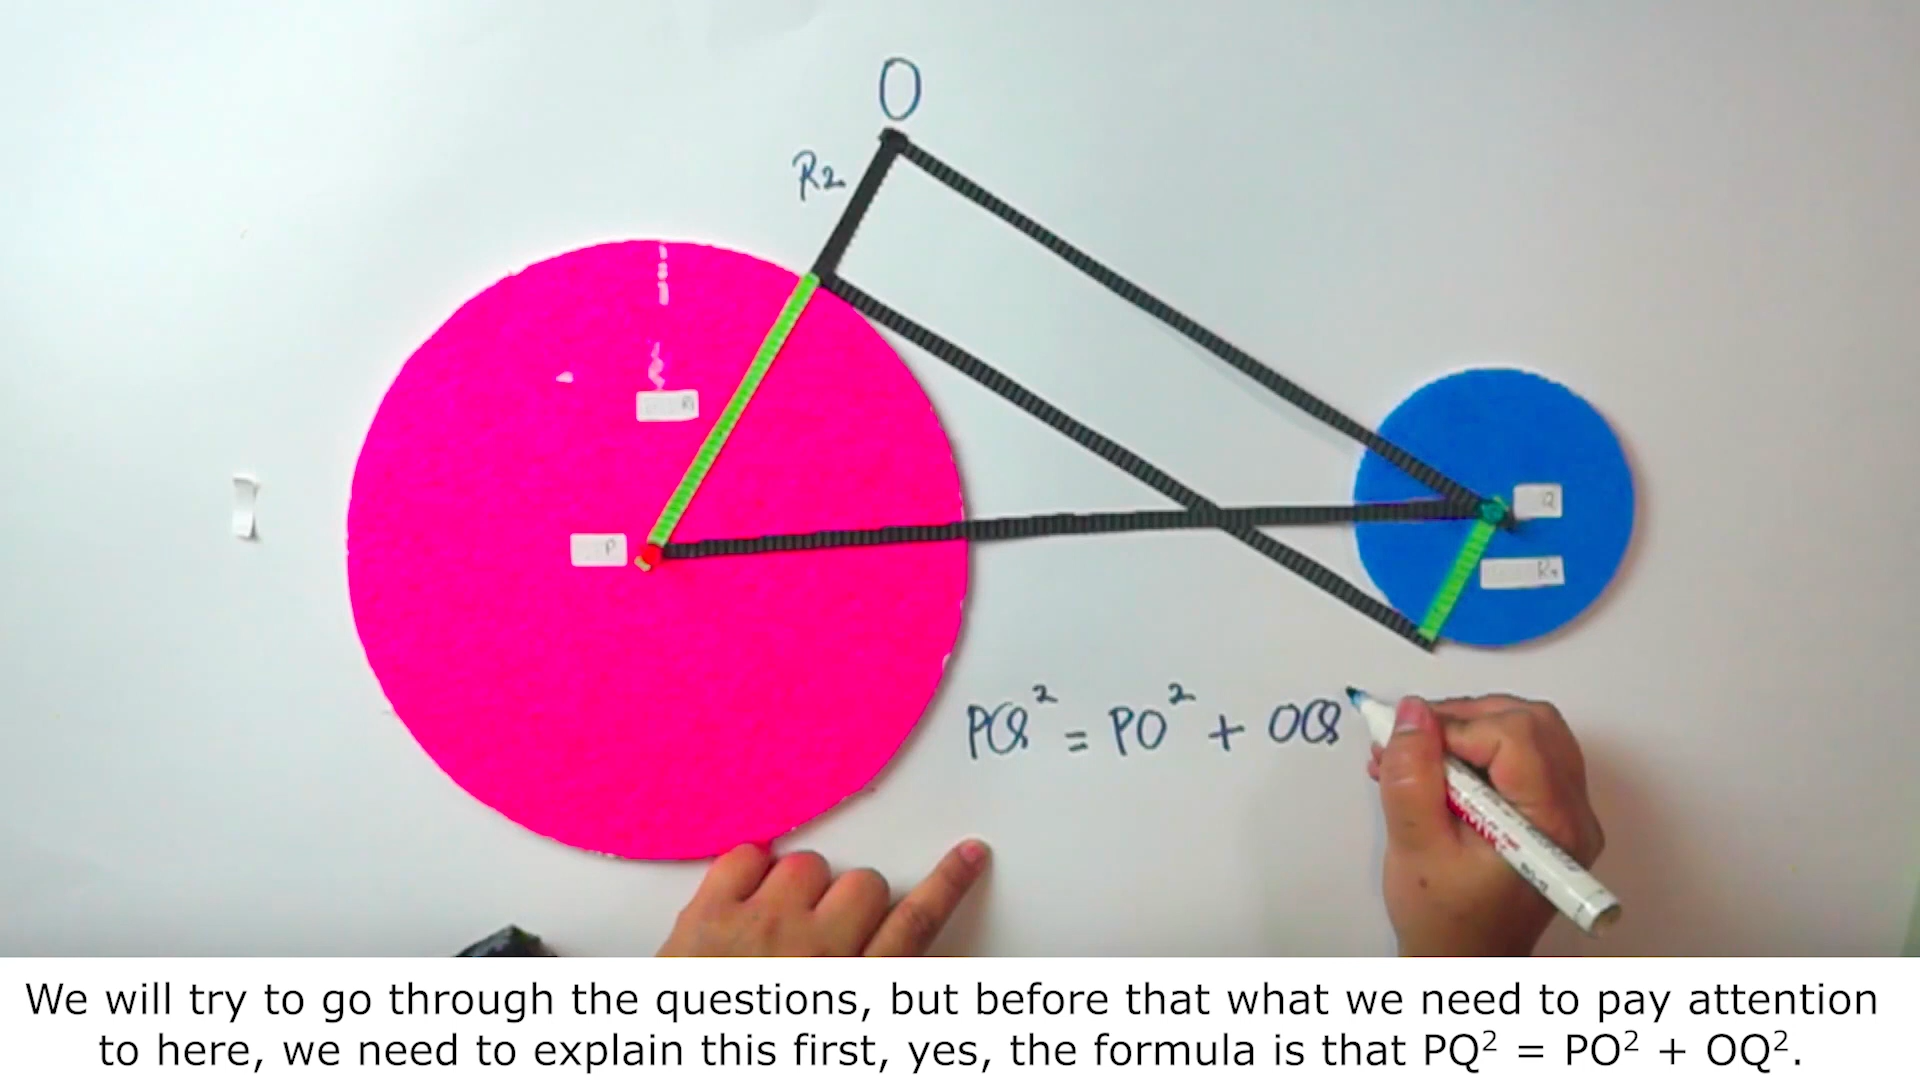 O
R2
P
Q
PQ² = PO² + OQ
We will try to go through the questions, but before that what we need to pay attention
to here, we need to explain this first, yes, the formula is that PQ² = PO² + OQ².